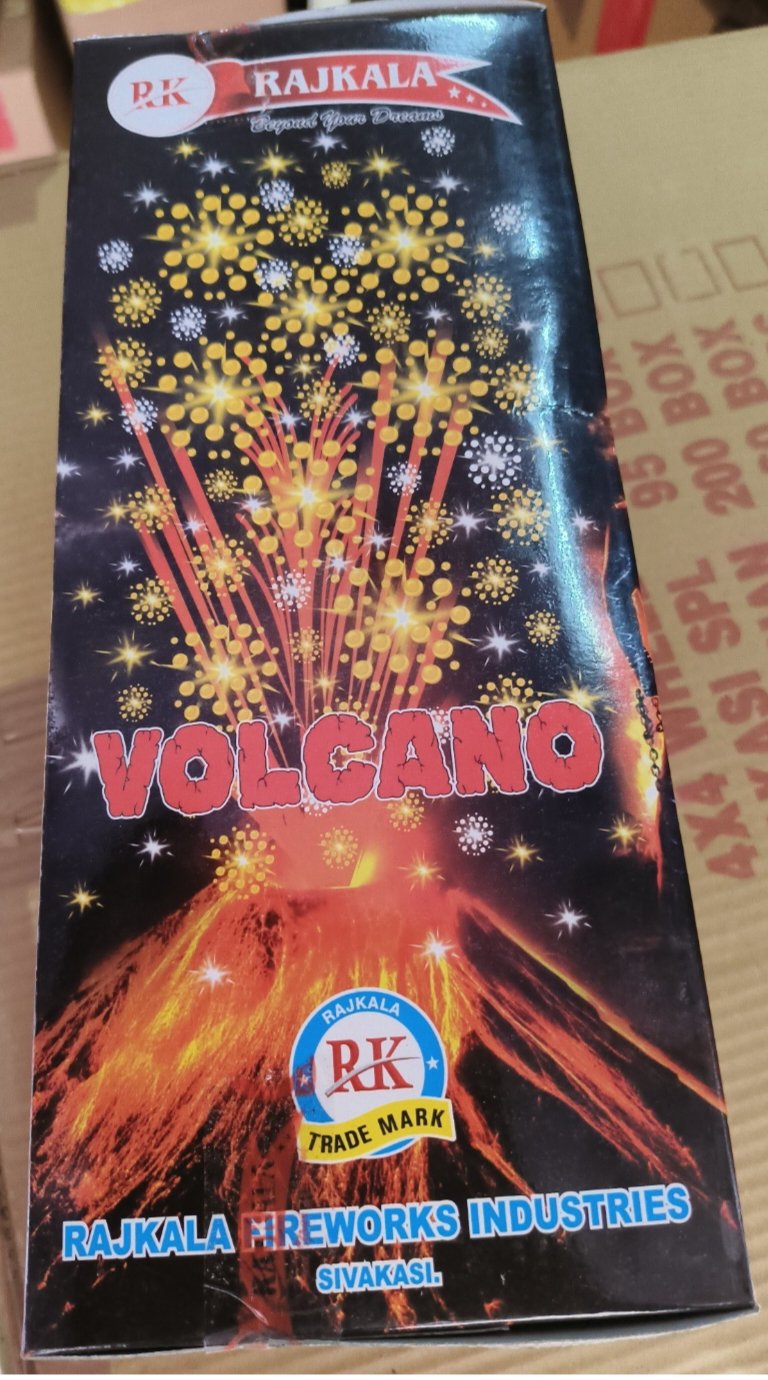 RK RAJKALA
Beyond Your Dreams
VOLCANO
RAJKALA
RK
TRADE MARK
RAJKALA FIREWORKS INDUSTRIES
SIVAKASI.
95 BOX
200 BOX
BOX
4X4
SPL